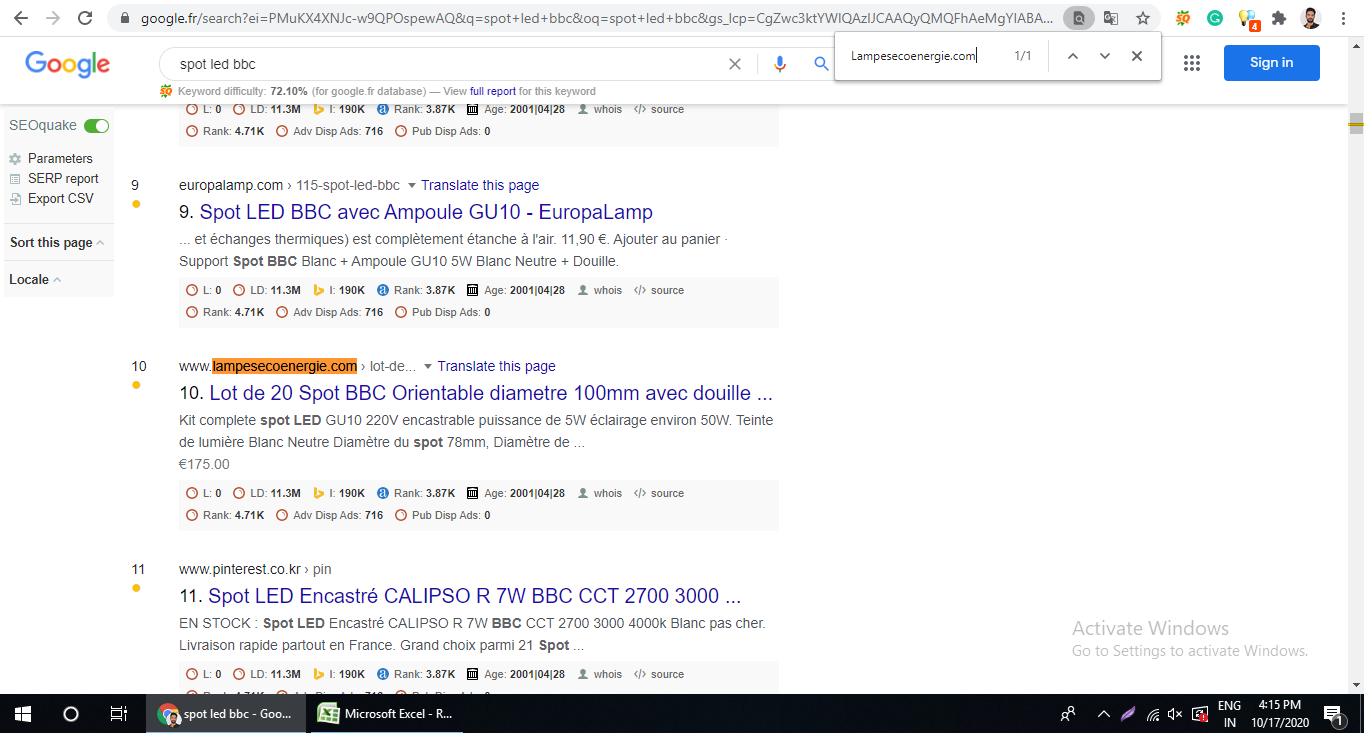 google.fr/search?ei=PMuKX4XNJc-w9QPOspewAQ&q=spot+led+bbc&oq=spot+led+bbc&gs_lcp=CgZwc3ktYWIQAzIJCAAQyQMQFhAeMgYIABA...
4
Google
spot led bbc
Lampesecoenergie.com 1/1
Sign in
Keyword difficulty: 72.10% (for google.fr database) — View full report for this keyword
SEOquake
Parameters
SERP report
Export CSV
Sort this page
Locale
L: 0 LD: 11.3M I: 190K Rank: 3.87K Age: 2001|04|28 whois source
Rank: 4.71K Adv Disp Ads: 716 Pub Disp Ads: 0
9 europalamp.com › 115-spot-led-bbc Translate this page
9. Spot LED BBC avec Ampoule GU10 - EuropaLamp
... et échanges thermiques) est complètement étanche à l'air. 11,90 €. Ajouter au panier ·
Support Spot BBC Blanc + Ampoule GU10 5W Blanc Neutre + Douille.
L: 0 LD: 11.3M I: 190K Rank: 3.87K Age: 2001|04|28 whois source
Rank: 4.71K Adv Disp Ads: 716 Pub Disp Ads: 0
10 www.lampesecoenergie.com › lot-de... Translate this page
10. Lot de 20 Spot BBC Orientable diametre 100mm avec douille ...
Kit complete spot LED GU10 220V encastrable puissance de 5W éclairage environ 50W. Teinte
de lumière Blanc Neutre Diamètre du spot 78mm, Diamètre de ...
€175.00
L: 0 LD: 11.3M I: 190K Rank: 3.87K Age: 2001|04|28 whois source
Rank: 4.71K Adv Disp Ads: 716 Pub Disp Ads: 0
11 www.pinterest.co.kr › pin
11. Spot LED Encastré CALIPSO R 7W BBC CCT 2700 3000 ...
EN STOCK : Spot LED Encastré CALIPSO R 7W BBC CCT 2700 3000 4000k Blanc pas cher.
Livraison rapide partout en France. Grand choix parmi 21 Spot ...
L: 0 LD: 11.3M I: 190K Rank: 3.87K Age: 2001|04|28 whois source
Activate Windows
Go to Settings to activate Windows.
spot led bbc - Goo...
Microsoft Excel - R...
ENG
IN
4:15 PM
10/17/2020
1